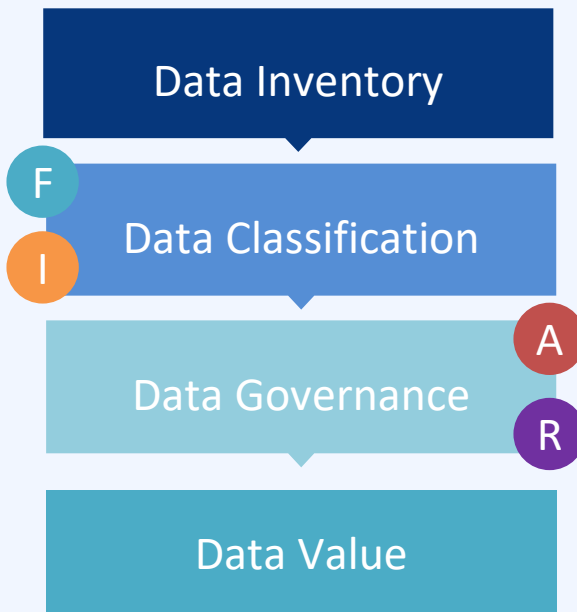 Data Inventory
F
Data Classification
I
A
Data Governance
R
Data Value